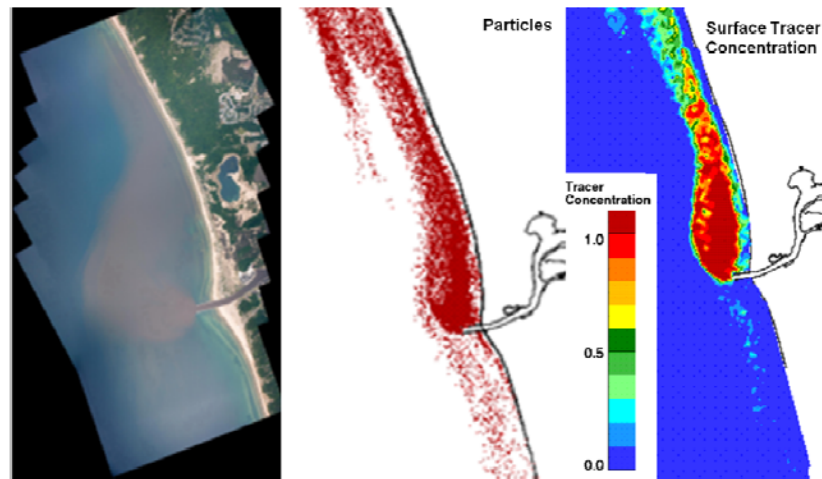 Particles
Surface Tracer
Concentration
Tracer
Concentration
1.0
0.5
0.0